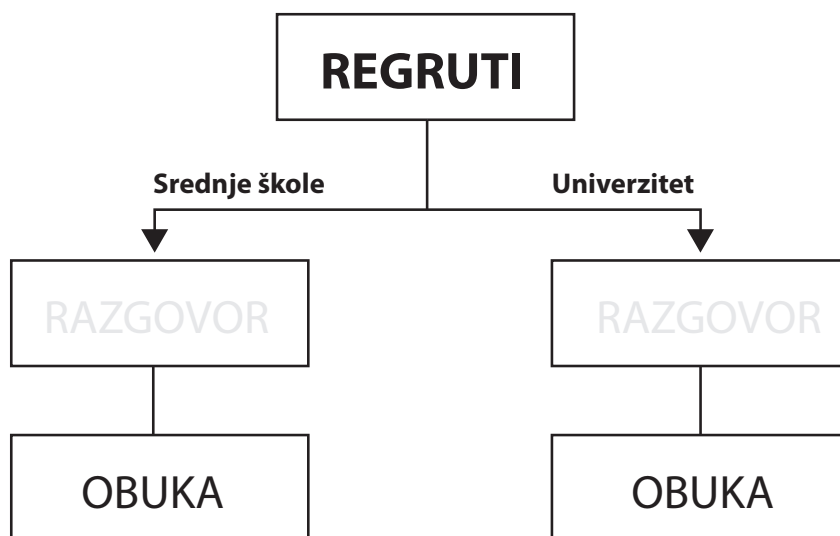 REGRUTI
Srednje škole
Univerzitet
RAZGOVOR
RAZGOVOR
OBUKA
OBUKA